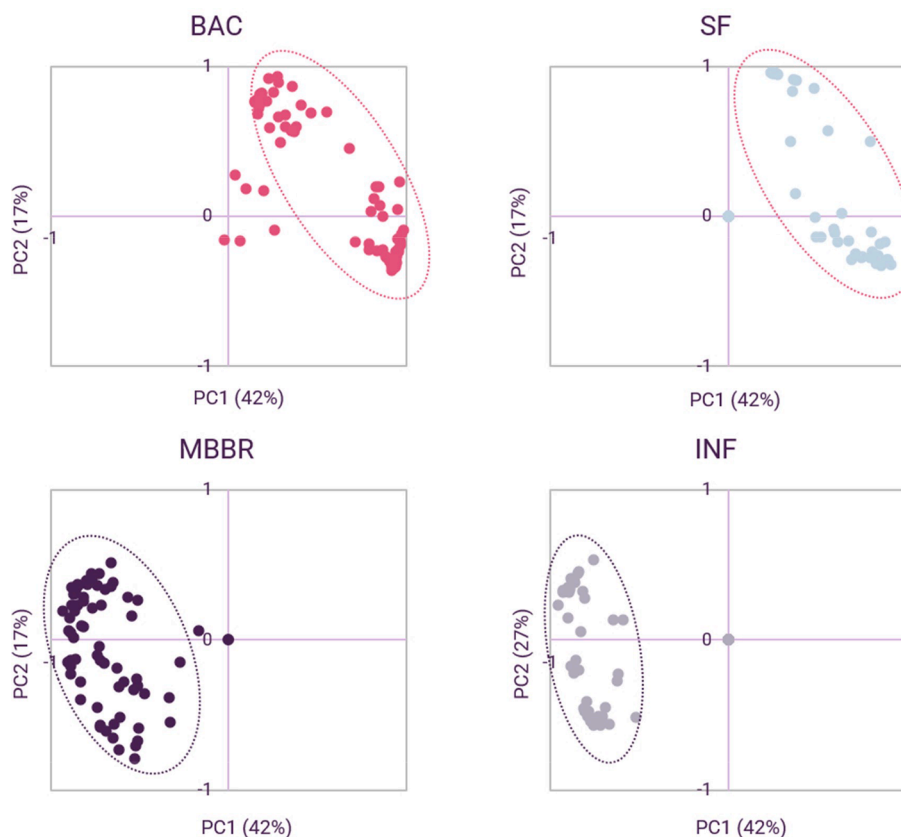 BAC
SF
1
1
PC2 (17%)
-1
0
PC2 (17%)
-1
0
-1
-1
PC1 (42%)
PC1 (42%)
MBBR
INF
1
1
PC2 (17%)
-1
0
PC2 (27%)
-1
0
-1
-1
PC1 (42%)
PC1 (42%)